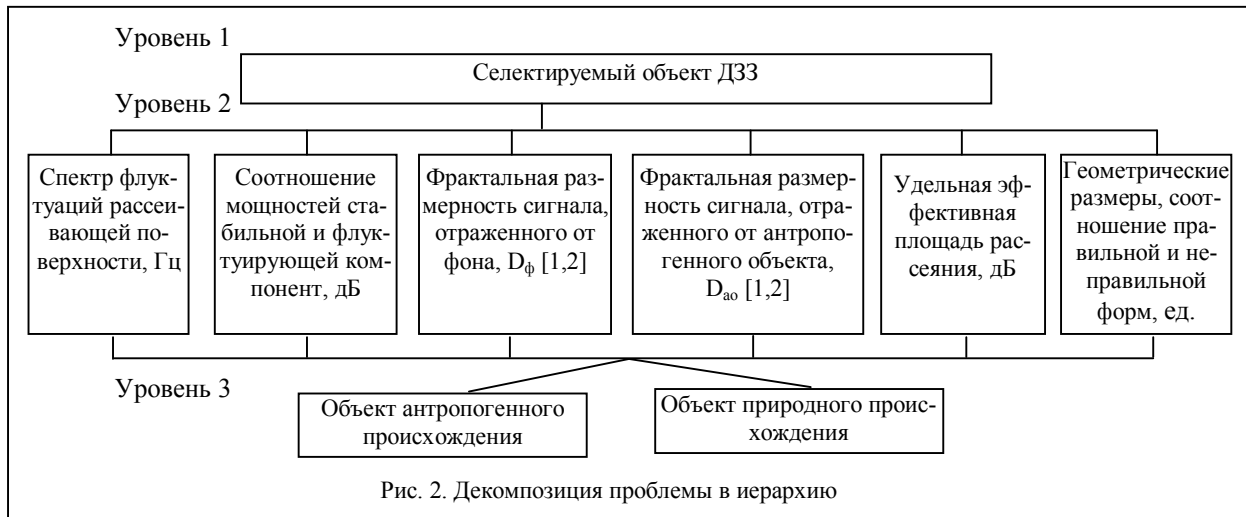 Уровень 1
Селектируемый объект ДЗЗ
Уровень 2
Спектр флук-
туаций рассеи-
вающей по-
верхности, Гц
Соотношение
мощностей ста-
бильной и флук-
туирующей ком-
понент, дБ
Фрактальная раз-
мерность сигнала,
отраженного от
фона, Dф [1,2]
Фрактальная размер-
ность сигнала, отра-
женного от антропо-
генного объекта,
Dао [1,2]
Удельная эф-
фективная
площадь рас-
сеяния, дБ
Геометрические
размеры, соот-
ношение пра-
вильной и не-
правильной
форм, ед.
Уровень 3
Объект антропогенного
происхождения
Объект природного проис-
хождения
Рис. 2. Декомпозиция проблемы в иерархию